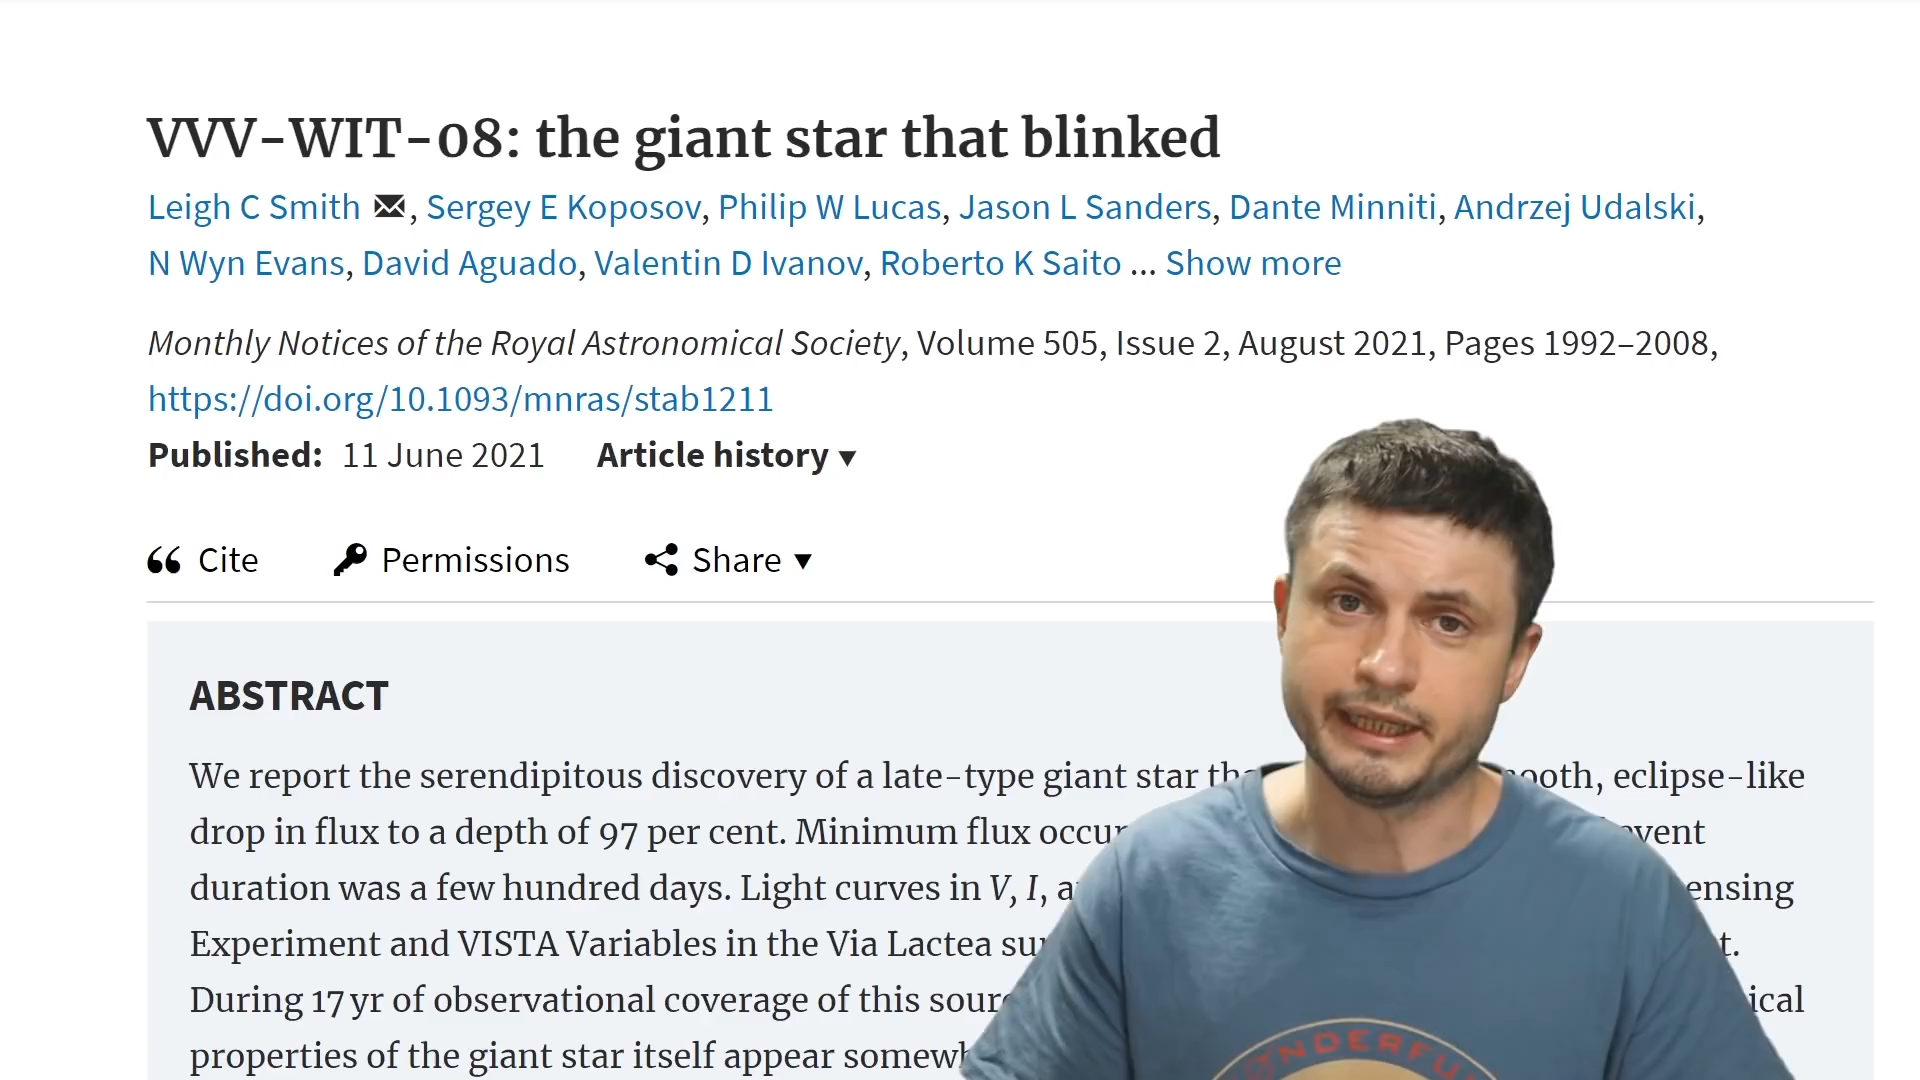 VVV-WIT-08: the giant star that blinked
Leigh C Smith, Sergey E Koposov, Philip W Lucas, Jason L Sanders, Dante Minniti, Andrzej Udalski,
N Wyn Evans, David Aguado, Valentin D Ivanov, Roberto K Saito ... Show more
Monthly Notices of the Royal Astronomical Society, Volume 505, Issue 2, August 2021, Pages 1992–2008,
https://doi.org/10.1093/mnras/stab1211
Published: 11 June 2021 Article history ▼
Cite Permissions Share ▼
ABSTRACT
We report the serendipitous discovery of a late-type giant star eclipse-like
drop in flux to a depth of 97 per cent. Minimum flux event
duration was a few hundred days. Light curves in V, I,
Experiment and VISTA Variables in the Via Lactea
During 17 yr of observational coverage of this
properties of the giant star itself appear